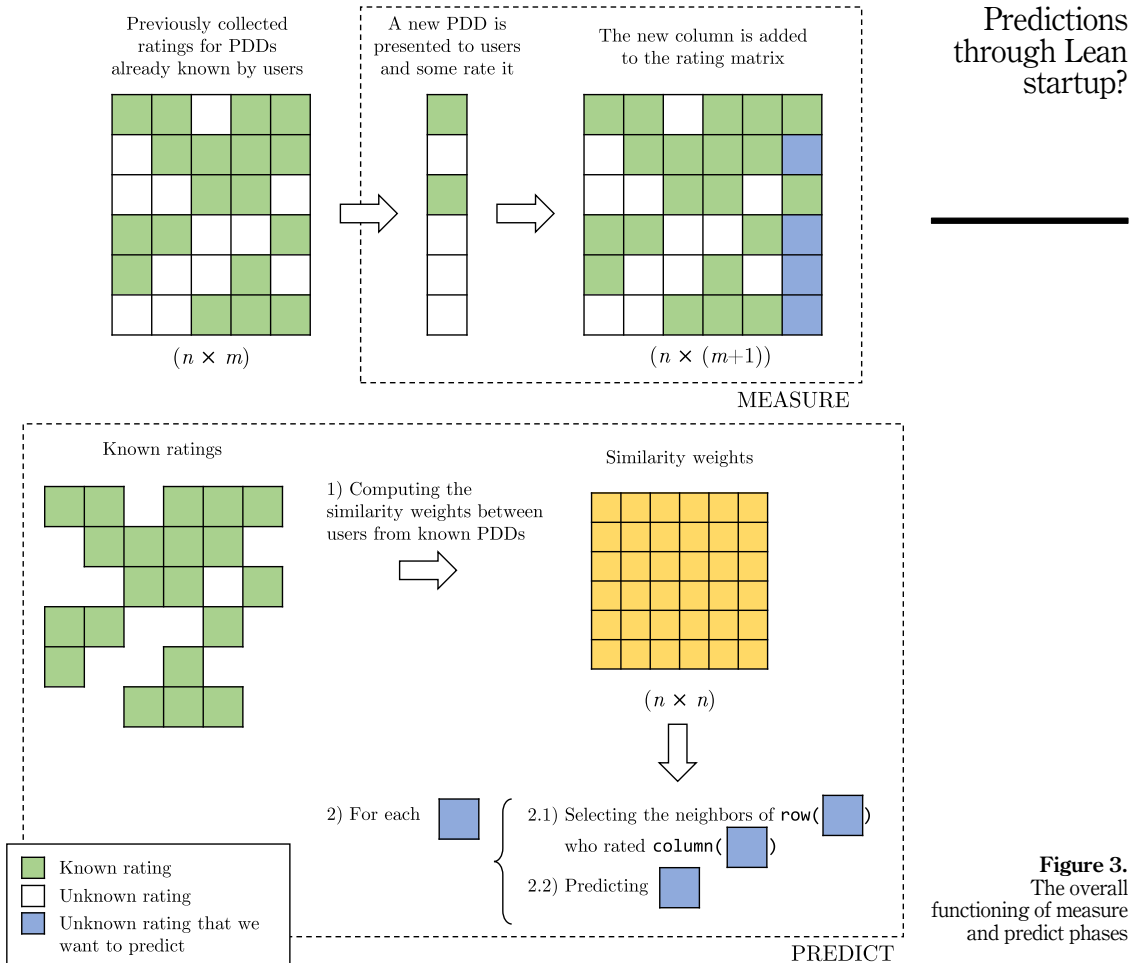 Previously collected
ratings for PDDs
already known by users
A new PDD is
presented to users
and some rate it
The new column is added
to the rating matrix
Predictions
through Lean
startup?
(n × m)
(n × (m+1))
MEASURE
Known ratings
1) Computing the
similarity weights between
users from known PDDs
Similarity weights
(n × n)
2) For each
2.1) Selecting the neighbors of row( )
who rated column( )
2.2) Predicting
Known rating
Unknown rating
Unknown rating that we
want to predict
PREDICT
Figure 3.
The overall
functioning of measure
and predict phases